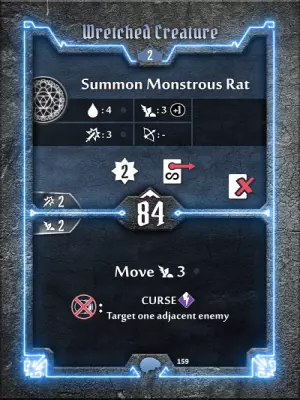 Wretched Creature
2
Summon Monstrous Rat
:4 :3 +1
:3 :-
2 S
2
84
2
Move 3
: CURSE
Target one adjacent enemy
159